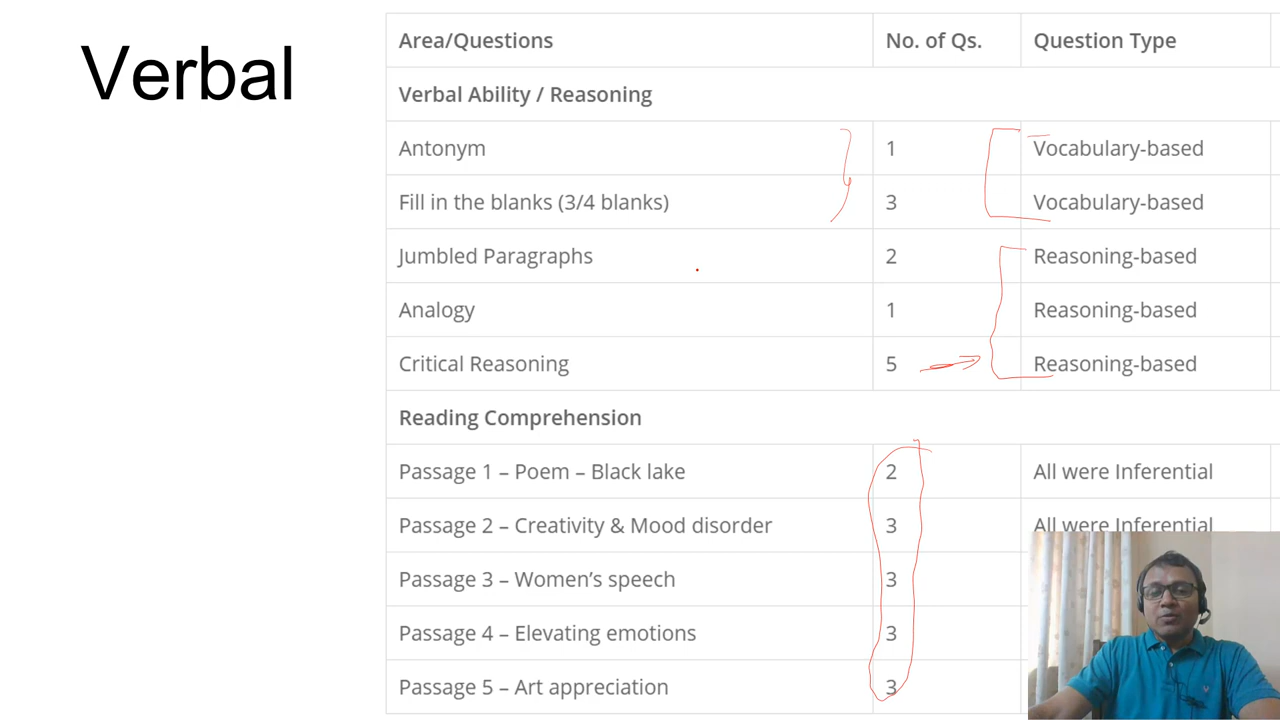 Verbal
Area/Questions No. of Qs. Question Type
Verbal Ability / Reasoning
Antonym 1 Vocabulary-based
Fill in the blanks (3/4 blanks) 3 Vocabulary-based
Jumbled Paragraphs 2 Reasoning-based
Analogy 1 Reasoning-based
Critical Reasoning 5 Reasoning-based
Reading Comprehension
Passage 1 – Poem – Black lake 2 All were Inferential
Passage 2 – Creativity & Mood disorder 3 All were Inferential
Passage 3 – Women’s speech 3
Passage 4 – Elevating emotions 3
Passage 5 – Art appreciation 3